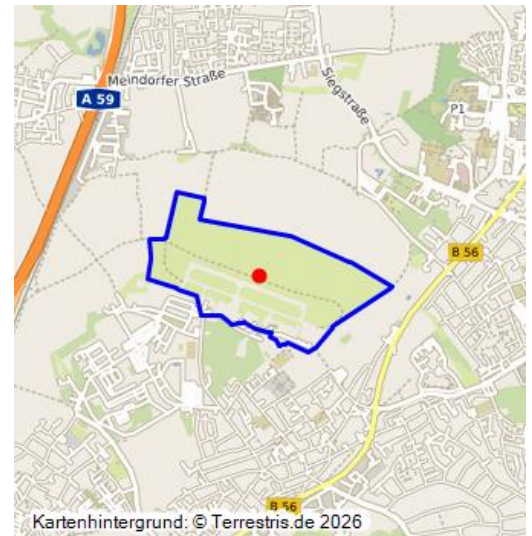 Meindorfer Straße
A 59
Siegstraße
P1
B 56
B 56
Kartenhintergrund: © Terrestris.de 2026